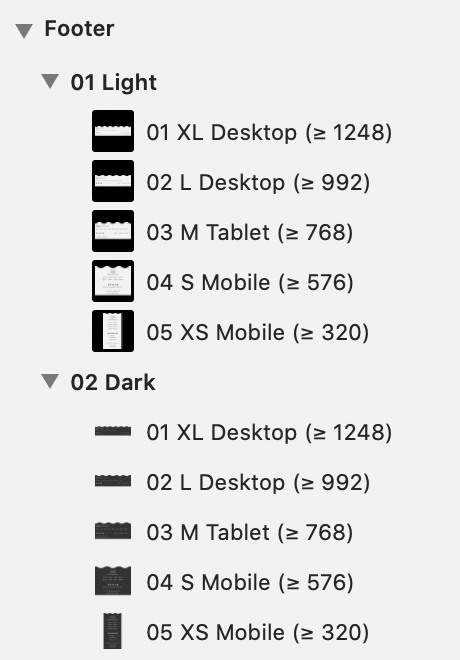 Footer
01 Light
01 XL Desktop (≥ 1248)
02 L Desktop (≥ 992)
03 M Tablet (≥ 768)
04 S Mobile (≥ 576)
05 XS Mobile (≥ 320)
02 Dark
01 XL Desktop (≥ 1248)
02 L Desktop (≥ 992)
03 M Tablet (≥ 768)
04 S Mobile (≥ 576)
05 XS Mobile (≥ 320)